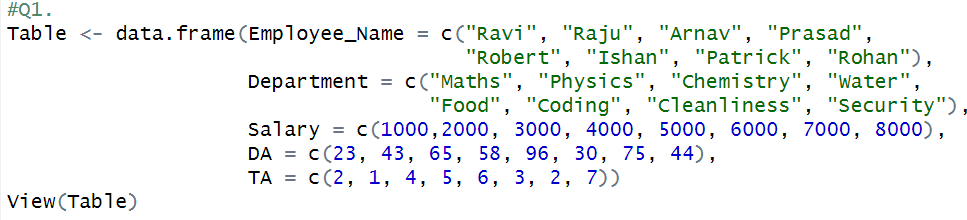 #Q1.
Table <- data.frame(Employee_Name = c("Ravi", "Raju", "Arnav", "Prasad",
"Robert", "Ishan", "Patrick", "Rohan"),
Department = c("Maths", "Physics", "Chemistry", "Water",
"Food", "Coding", "Cleanliness", "Security"),
Salary = c(1000,2000, 3000, 4000, 5000, 6000, 7000, 8000),
DA = c(23, 43, 65, 58, 96, 30, 75, 44),
TA = c(2, 1, 4, 5, 6, 3, 2, 7))
View(Table)